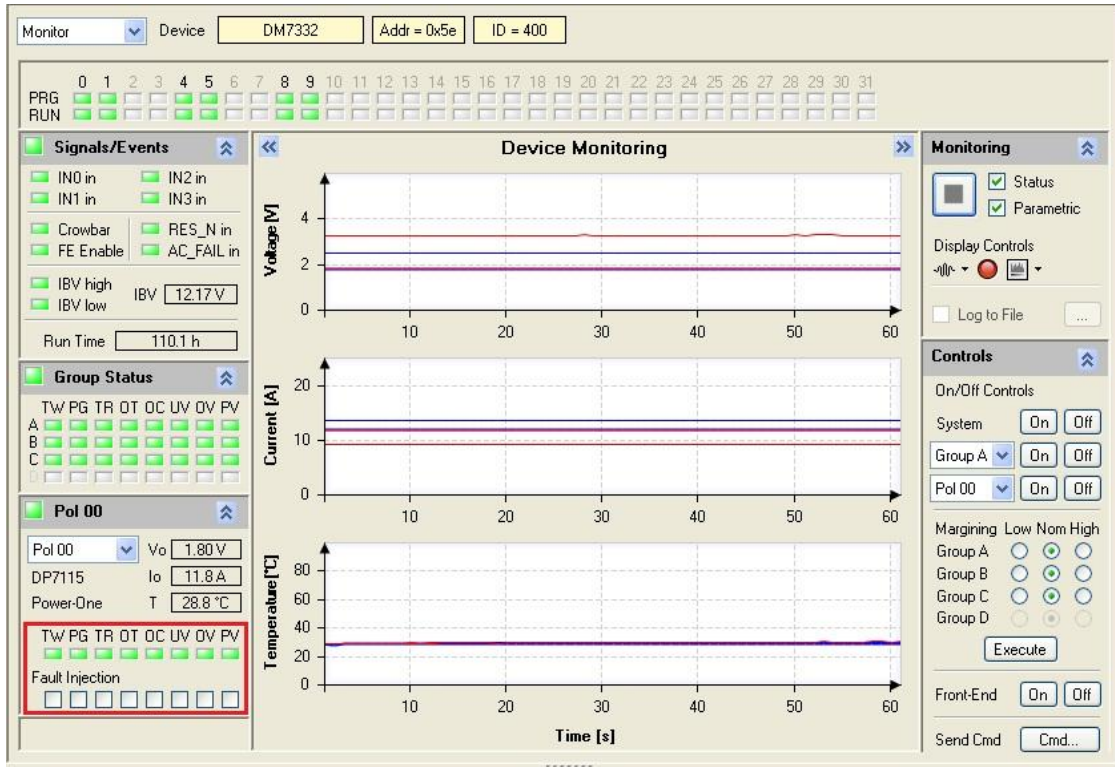 Monitor Device DM7332 Addr = 0x5e ID = 400
0 1 2 3 4 5 6 7 8 9 10 11 12 13 14 15 16 17 18 19 20 21 22 23 24 25 26 27 28 29 30 31
PRG
RUN
Signals/Events
IN0 in IN2 in
IN1 in IN3 in
Crowbar RES_N in
FE Enable AC_FAIL in
IBV high
IBV low
IBV 12.17 V
Run Time 110.1 h
Group Status
TW PG TR OT OC UV OV PV
A
B
C
D
Pol 00
Pol 00 Vo 1.80 V
DP7115 Io 11.8 A
Power-One T 28.8 °C
TW PG TR OT OC UV OV PV
Fault Injection
Device Monitoring
Voltage [V]
4
2
0
10 20 30 40 50 60
Current [A]
20
10
0
10 20 30 40 50 60
Temperature[°C]
80
60
40
20
0
10 20 30 40 50 60
Time [s]
Monitoring
Status
Parametric
Display Controls
Log to File ...
Controls
On/Off Controls
System On Off
Group A On Off
Pol 00 On Off
Margining Low Nom High
Group A
Group B
Group C
Group D
Execute
Front-End On Off
Send Cmd Cmd...